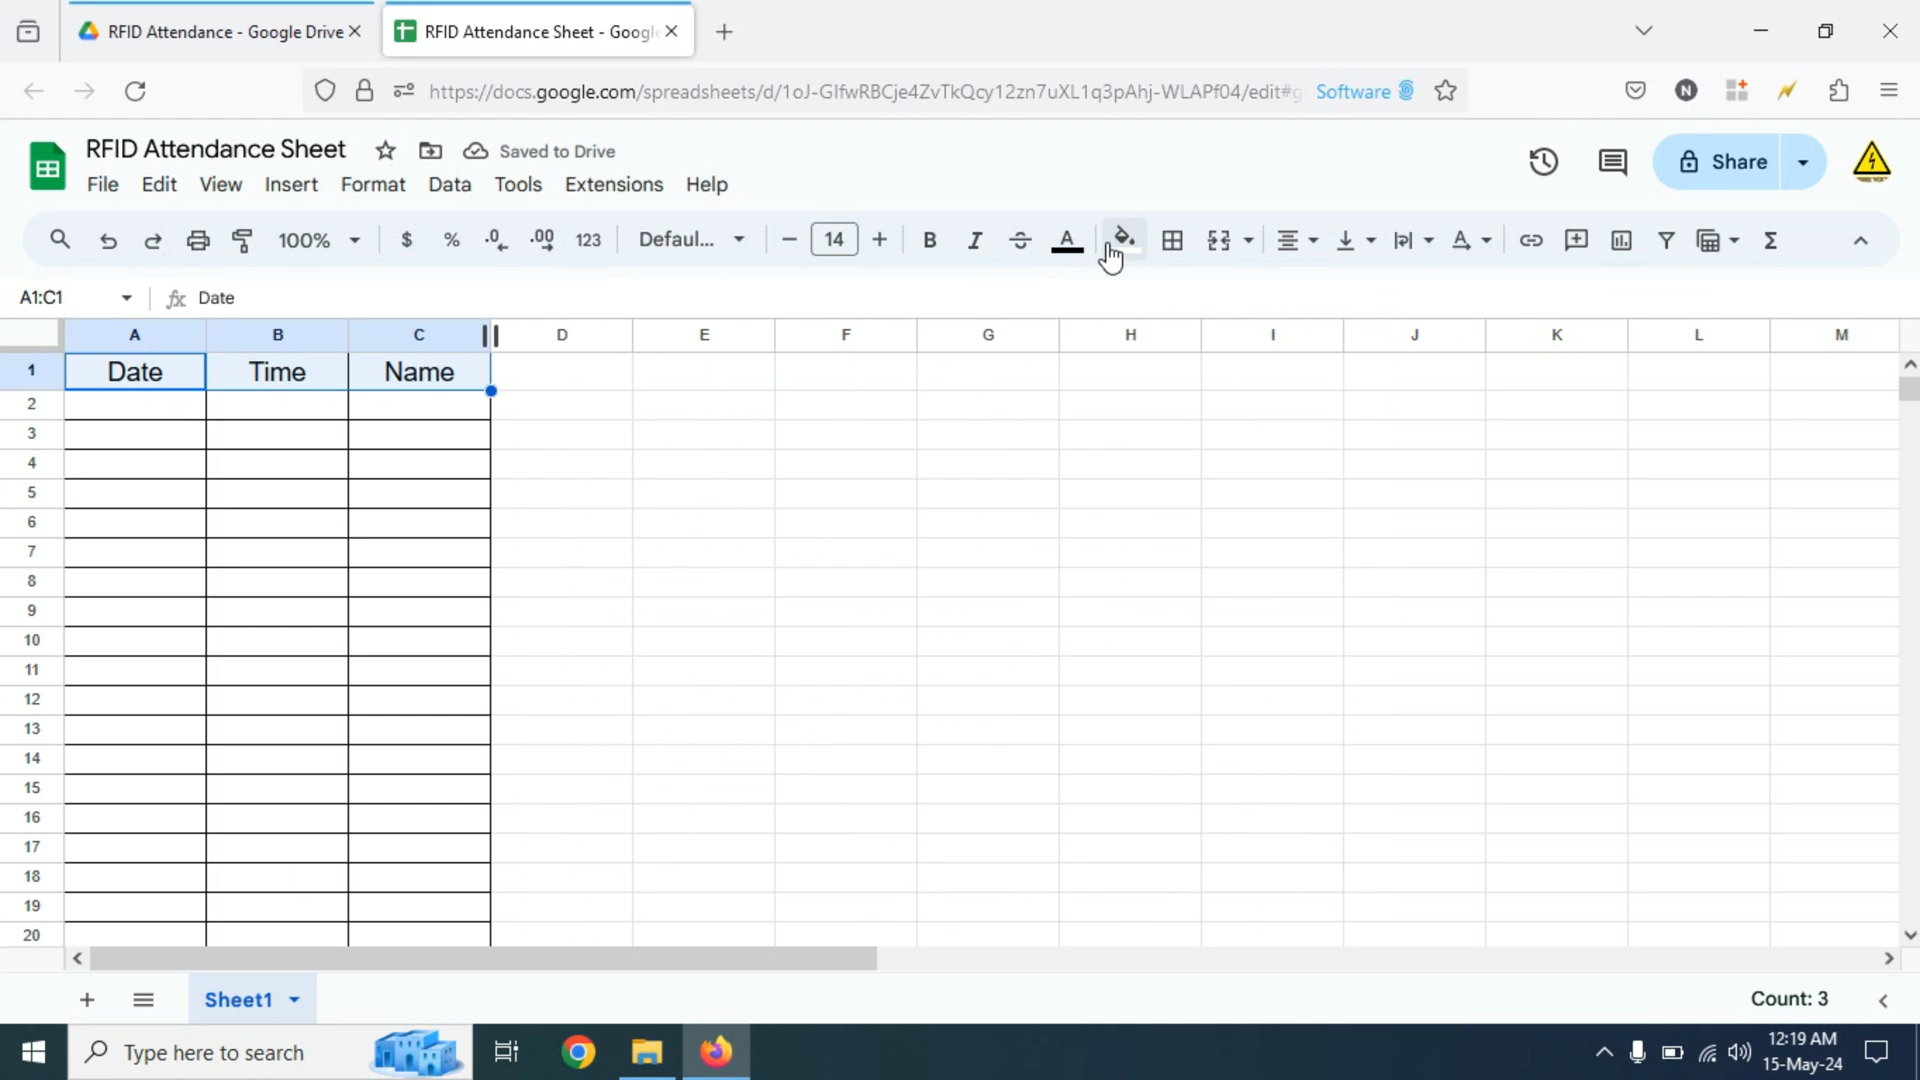 RFID Attendance - Google Drive
RFID Attendance Sheet - Google
https://docs.google.com/spreadsheets/d/1oJ-GIfwRBCje4ZvTkQcy12zn7uXL1q3pAhj-WLAPf04/edit#g
Software
N
RFID Attendance Sheet
Saved to Drive
Share
File Edit View Insert Format Data Tools Extensions Help
100% $ % .0 .00 123 Defaul... 14 B I S A
A1:C1 fx Date
A B C D E F G H I J K L M
1 Date Time Name
2
3
4
5
6
7
8
9
10
11
12
13
14
15
16
17
18
19
20
Sheet1
Count: 3
Type here to search
12:19 AM
15-May-24